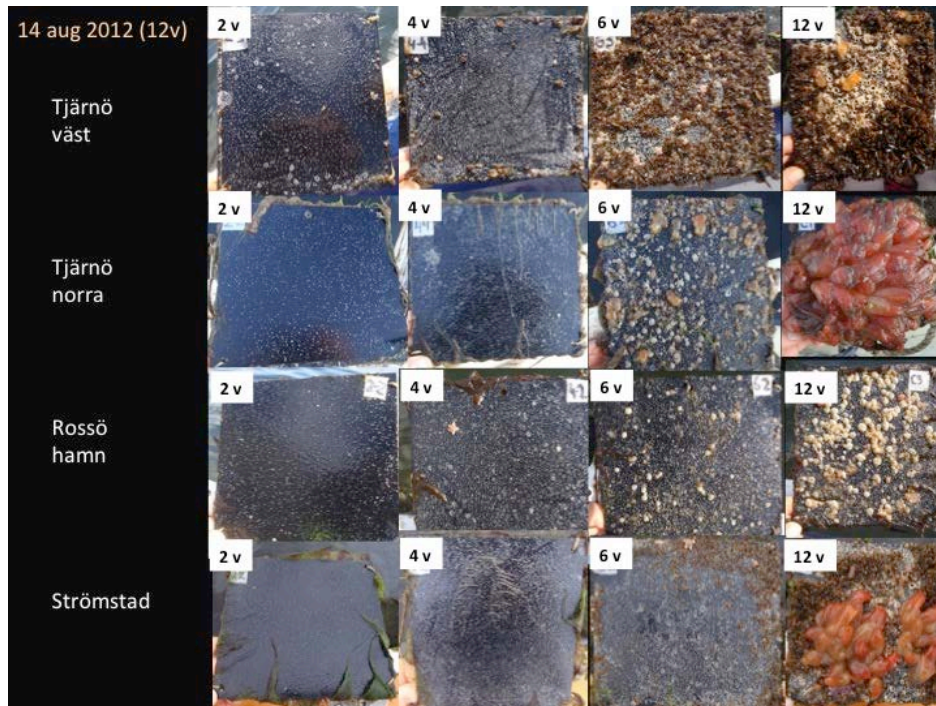 14 aug 2012 (12v)
2 v
4 v
6 v
12 v
Tjärnö
väst
2 v
4 v
6 v
12 v
Tjärnö
norra
2 v
4 v
6 v
12 v
Rossö
hamn
2 v
4 v
6 v
12 v
Strömstad